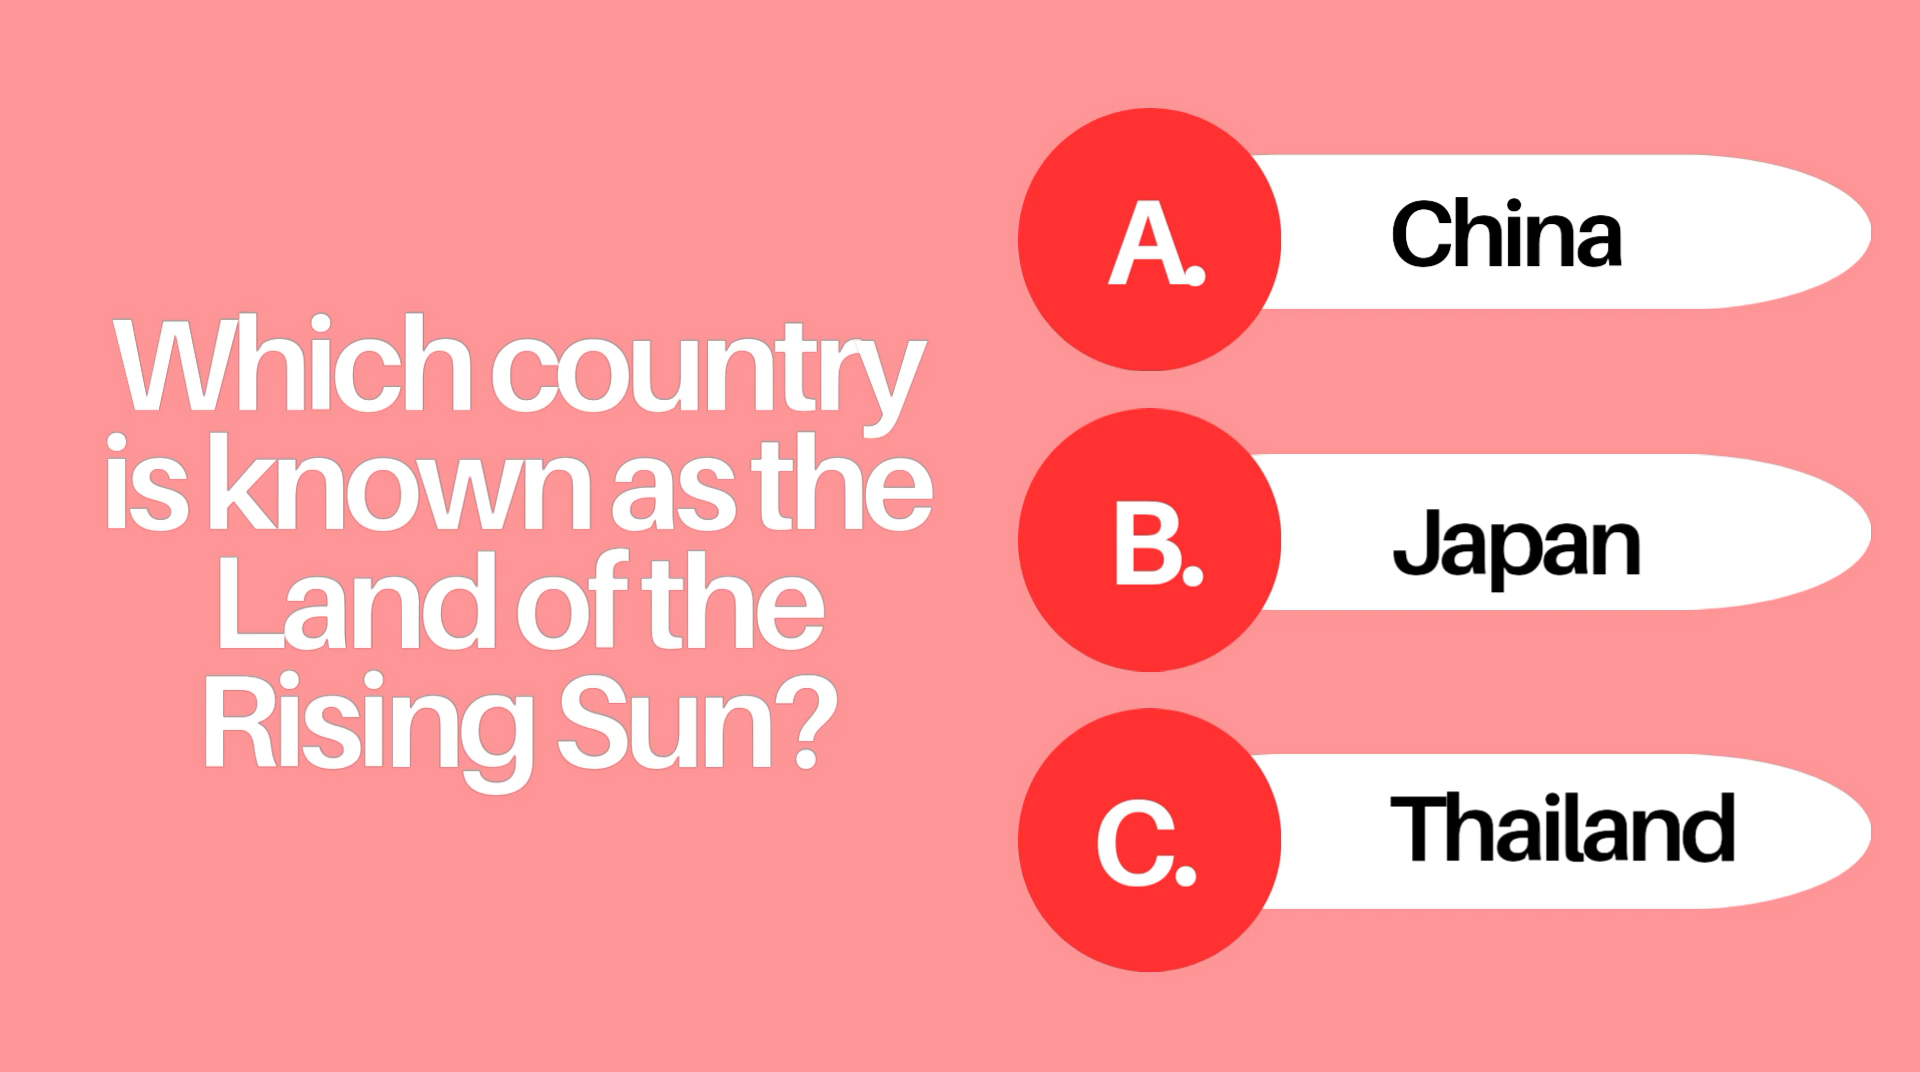 Which country
is known as the
Land of the
Rising Sun?
A.
China
B.
Japan
C.
Thailand